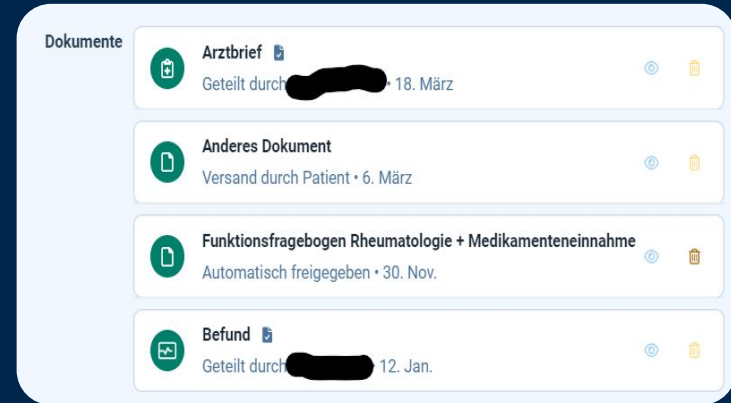 Dokumente
Arztbrief
Geteilt durch • 18. März
Anderes Dokument
Versand durch Patient • 6. März
Funktionsfragebogen Rheumatologie + Medikamenteneinnahme
Automatisch freigegeben • 30. Nov.
Befund
Geteilt durch 12. Jan.